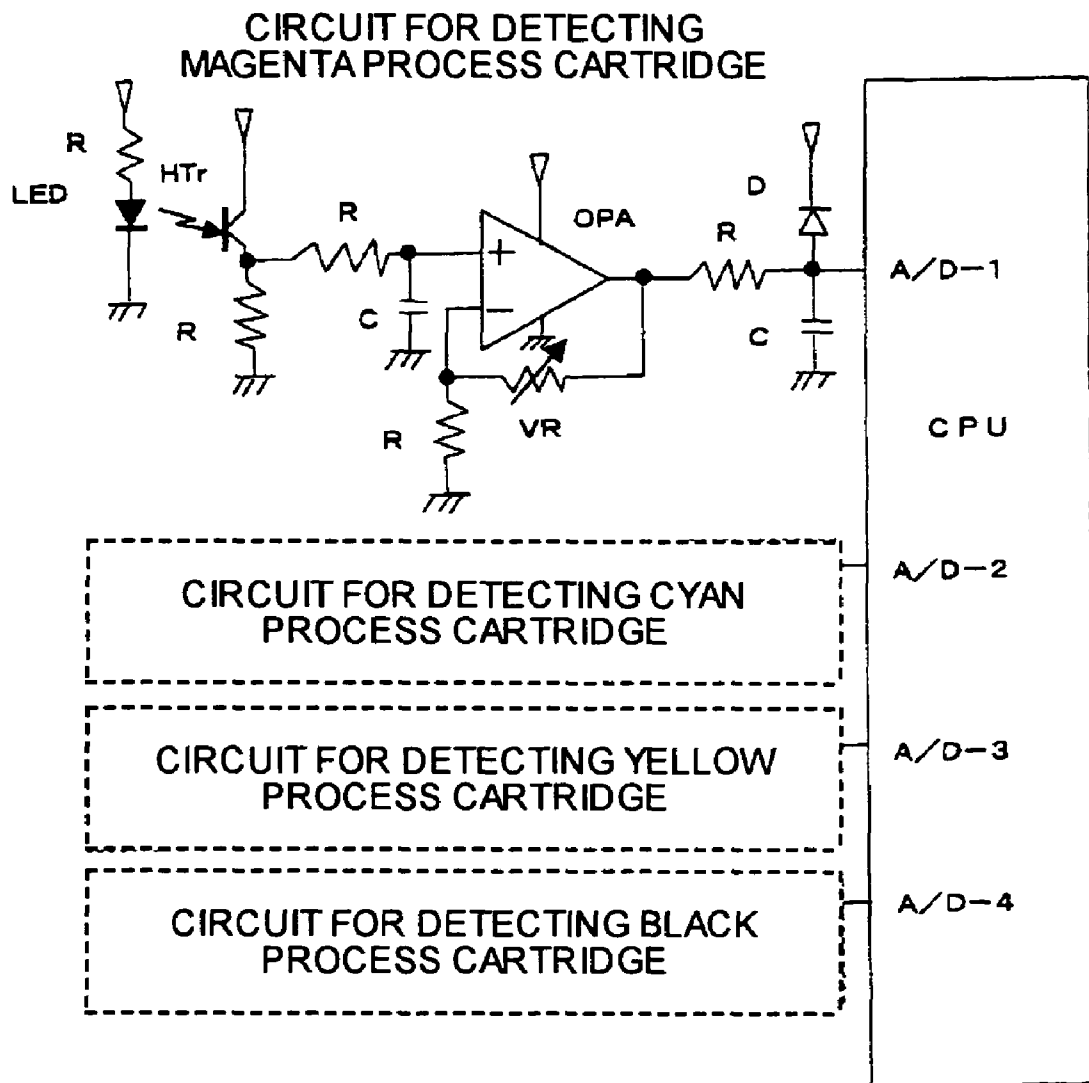 CIRCUIT FOR DETECTING
MAGENTA PROCESS CARTRIDGE
R
HTr
LED
R
R
C
+
−
OPA
VR
R
R
D
C
A/D-1
CPU
CIRCUIT FOR DETECTING CYAN
PROCESS CARTRIDGE
A/D-2
CIRCUIT FOR DETECTING YELLOW
PROCESS CARTRIDGE
A/D-3
CIRCUIT FOR DETECTING BLACK
PROCESS CARTRIDGE
A/D-4